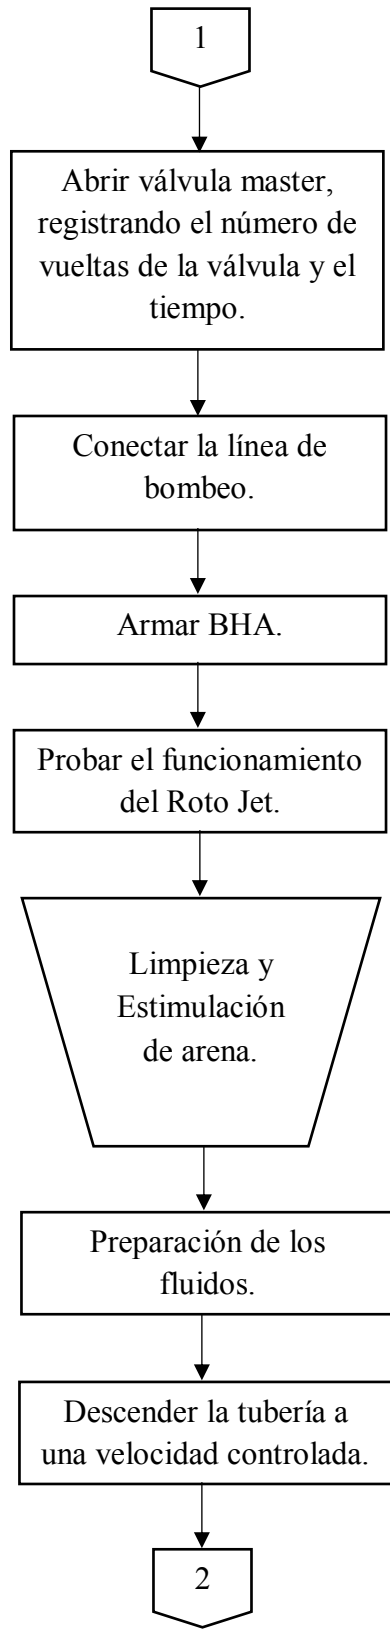 1
Abrir válvula master,
registrando el número de
vueltas de la válvula y el
tiempo.
Conectar la línea de
bombeo.
Armar BHA.
Probar el funcionamiento
del Roto Jet.
Limpieza y
Estimulación
de arena.
Preparación de los
fluidos.
Descender la tubería a
una velocidad controlada.
2